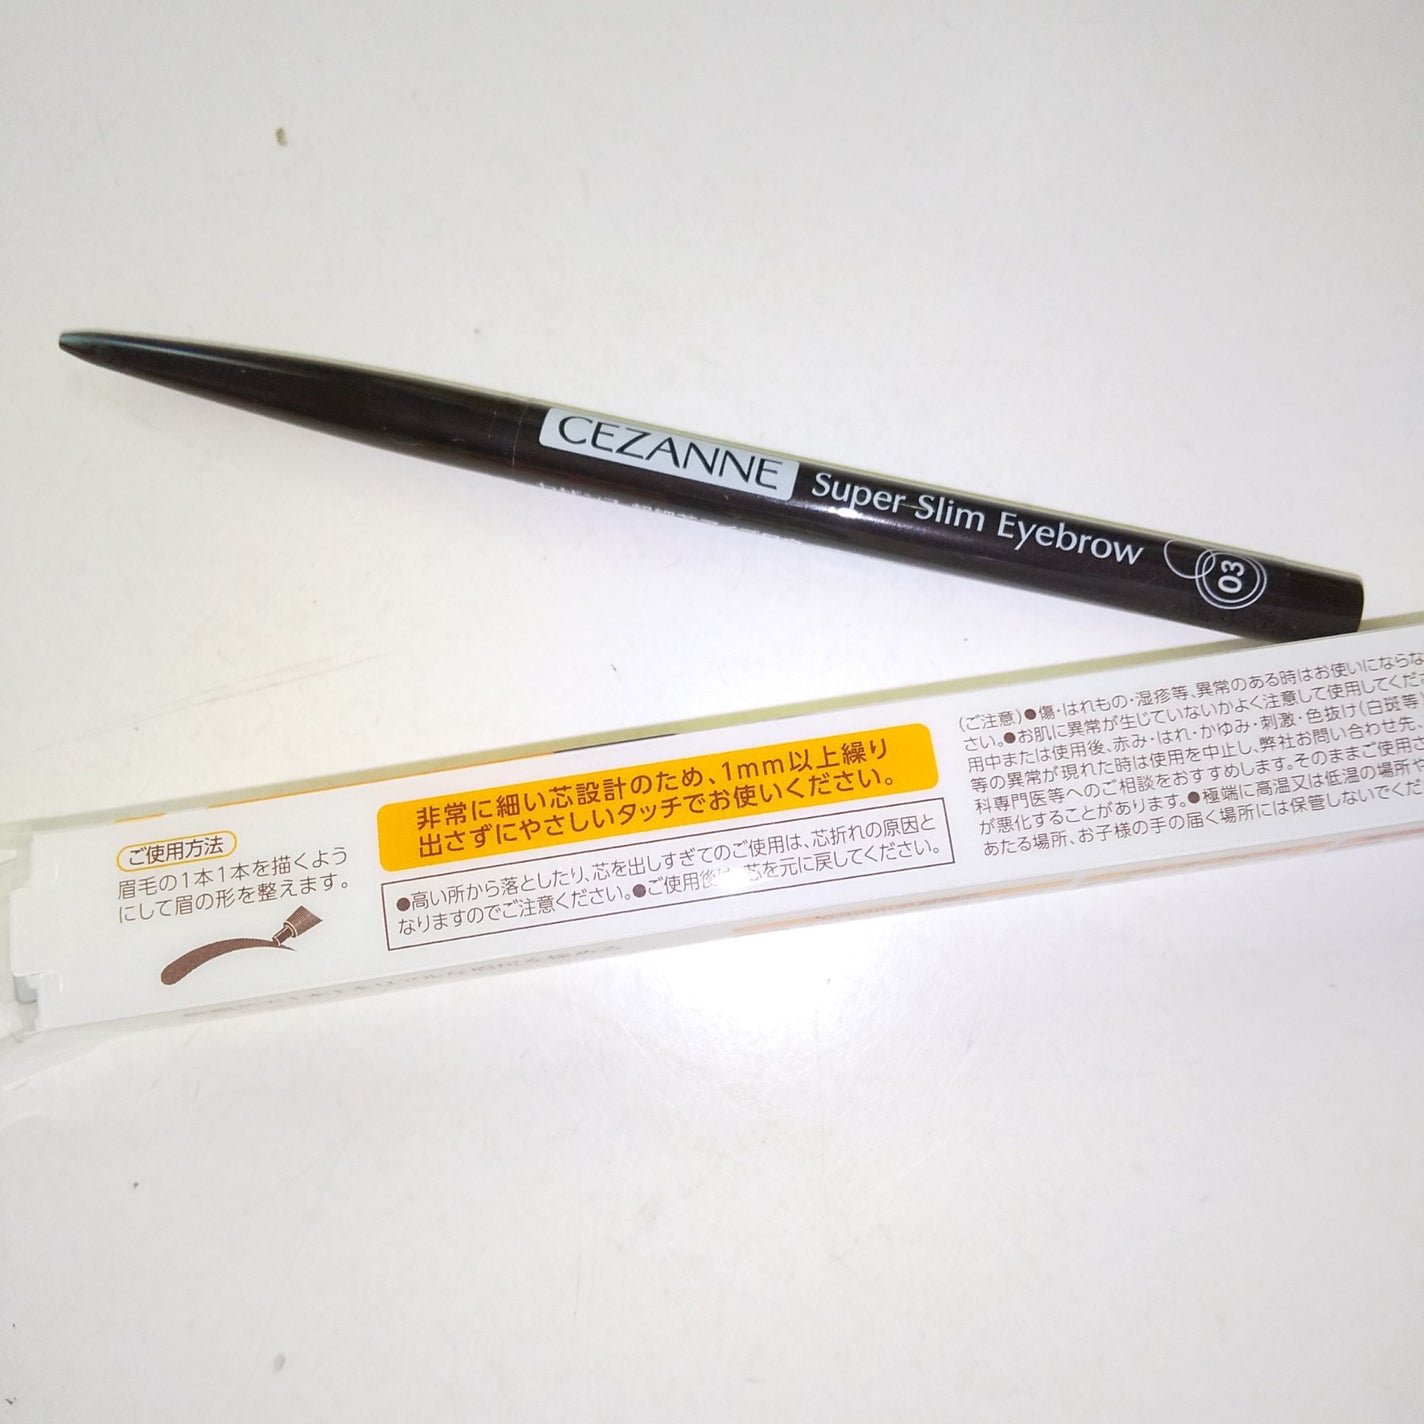 CEZANNE Super Slim Eyebrow 03
ご使用方法
眉毛の1本1本を描くよう
にして眉の形を整えます。
非常に細い芯設計のため、1mm以上繰り
出さずにやさしいタッチでお使いください。
●高い所から落としたり、芯を出しすぎてのご使用は、芯折れの原因と
なりますのでご注意ください。●ご使用後は、芯を元に戻してください。
(ご注意)●傷・はれもの・湿疹等、異常のある時はお使いにならな
さい。●お肌に異常が生じていないかよく注意して使用してくださ
用中または使用後、赤み・はれ・かゆみ・刺激・色抜け(白斑等
等の異常が現れた時は使用を中止し、弊社お問い合わせ先、
科専門医等へのご相談をおすすめします。そのままご使用さ
が悪化することがあります。●極端に高温又は低温の場所や
あたる場所、お子様の手の届く場所には保管しないでくだ